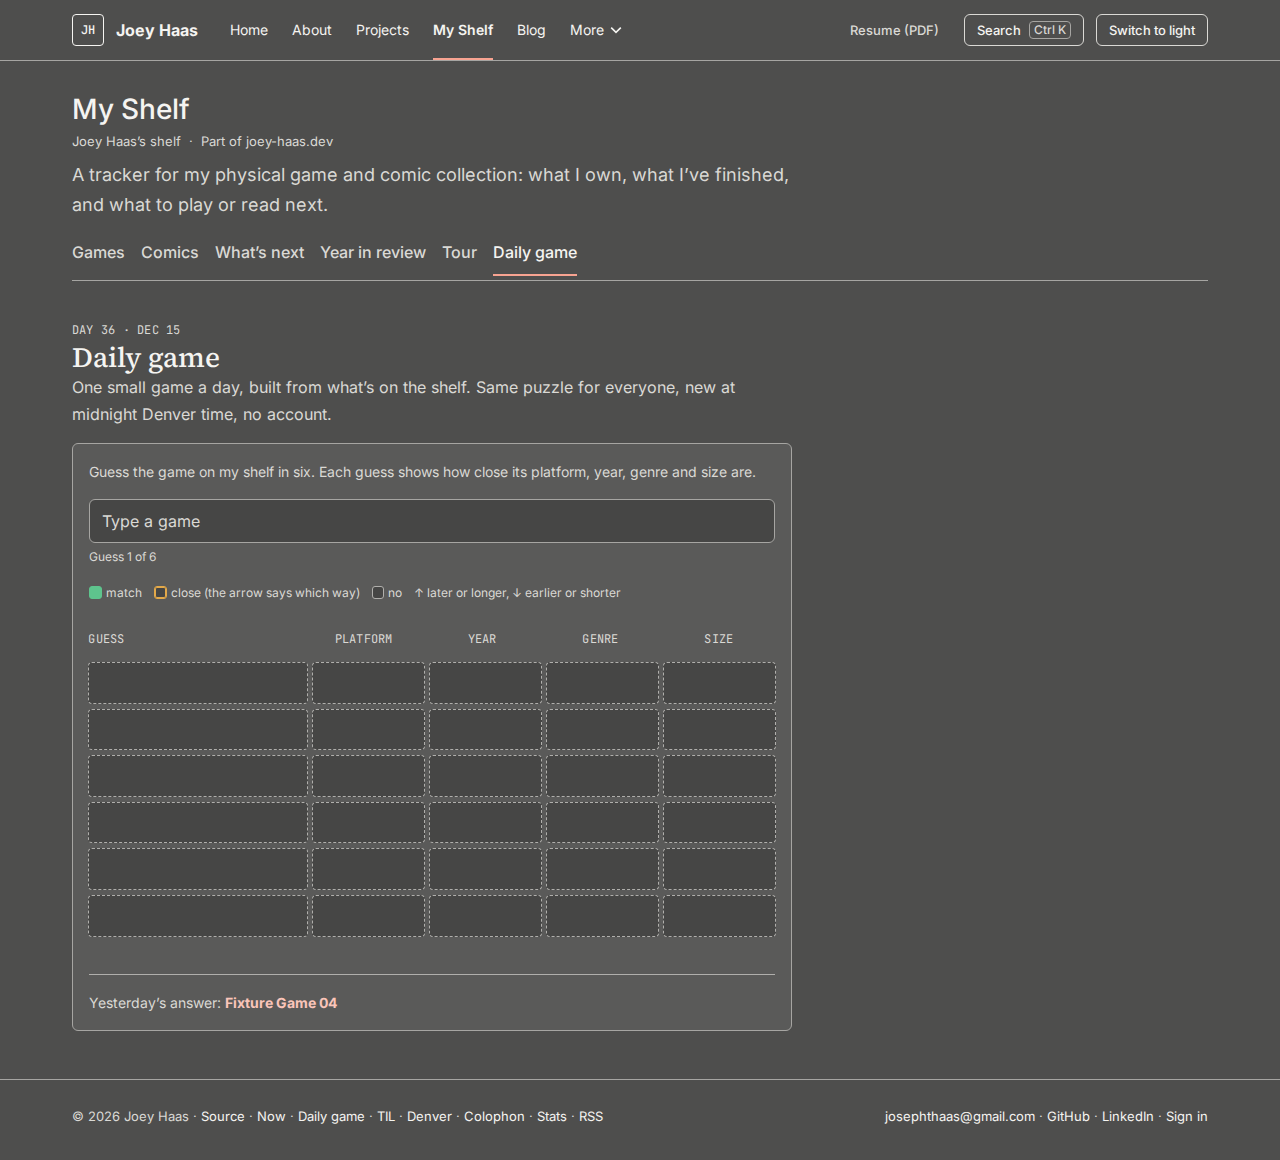 JH Joey Haas Home About Projects My Shelf Blog More Resume (PDF) Search Ctrl K Switch to light
My Shelf
Joey Haas’s shelf · Part of joey-haas.dev
A tracker for my physical game and comic collection: what I own, what I’ve finished,
and what to play or read next.
Games Comics What’s next Year in review Tour Daily game
DAY 36 · DEC 15
Daily game
One small game a day, built from what’s on the shelf. Same puzzle for everyone, new at
midnight Denver time, no account.
Guess the game on my shelf in six. Each guess shows how close its platform, year, genre and size are.
Type a game
Guess 1 of 6
match close (the arrow says which way) no ↑ later or longer, ↓ earlier or shorter
GUESS PLATFORM YEAR GENRE SIZE
Yesterday’s answer: Fixture Game 04
© 2026 Joey Haas · Source · Now · Daily game · TIL · Denver · Colophon · Stats · RSS josephthaas@gmail.com · GitHub · LinkedIn · Sign in